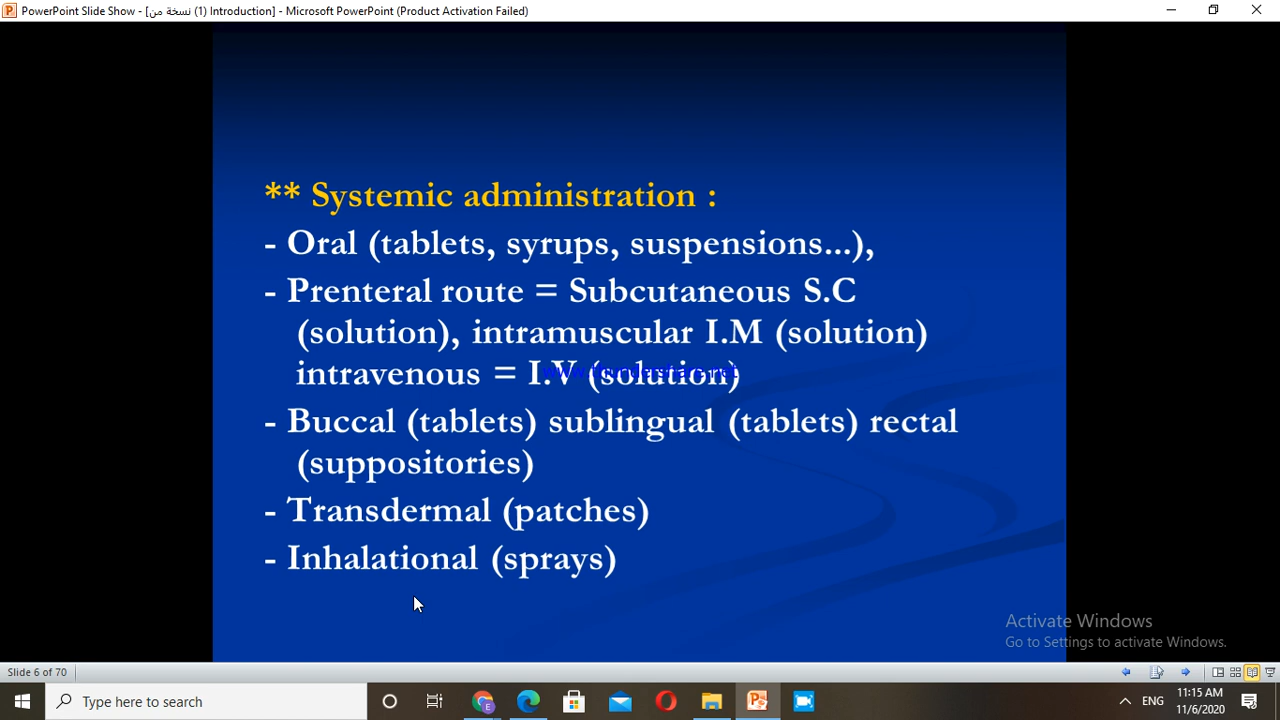 PowerPoint Slide Show - [نسخة من (1) Introduction] - Microsoft PowerPoint (Product Activation Failed)
** Systemic administration :
- Oral (tablets, syrups, suspensions...),
- Prenteral route = Subcutaneous S.C
(solution), intramuscular I.M (solution)
intravenous = I.V (solution)
- Buccal (tablets) sublingual (tablets) rectal
(suppositories)
- Transdermal (patches)
- Inhalational (sprays)
Activate Windows
Go to Settings to activate Windows.
Slide 6 of 70
Type here to search
ENG
11:15 AM
11/6/2020